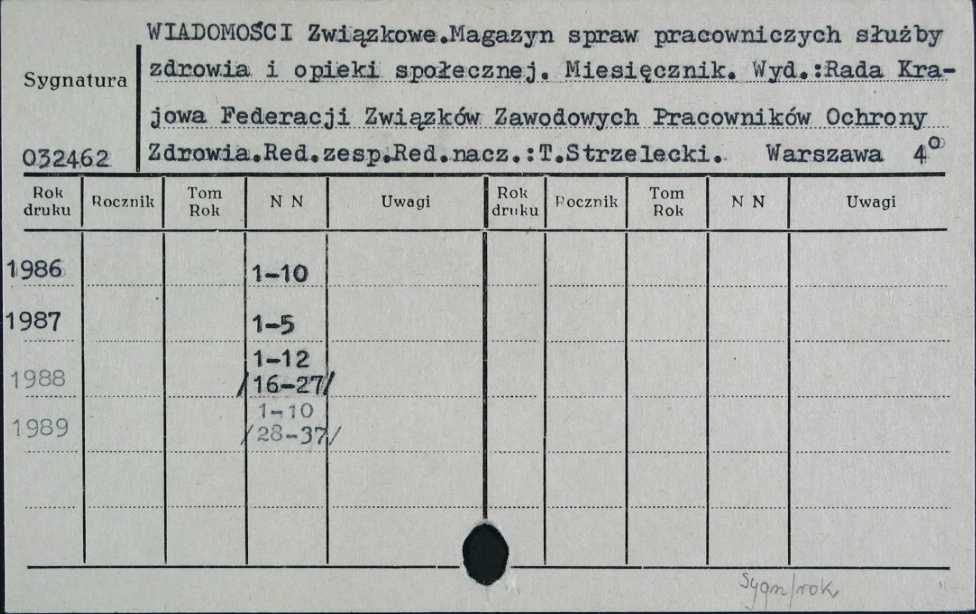 WIADOMOŚCI Związkowe.Magazyn spraw pracowniczych służby
zdrowia i opieki społecznej. Miesięcznik. Wyd.:Rada Kra-
jowa Federacji Związków Zawodowych Pracowników Ochrony
Zdrowia.Red.zesp.Red.nacz.:T.Strzelecki. Warszawa 4°
Sygnatura
032462
Rok druku Rocznik Tom Rok N N Uwagi Rok druku Rocznik Tom Rok N N Uwagi
1986 1-10
1987 1-5
1988 1-12 /16-27/
1989 1-10 /28-37/
Sygn/rok